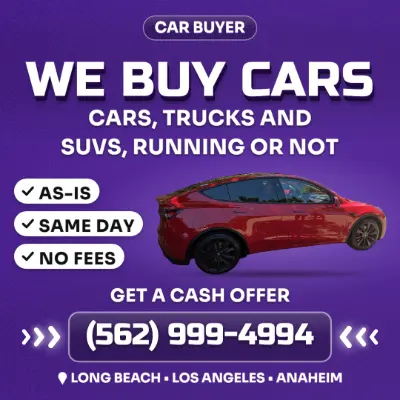 CAR BUYER
WE BUY CARS
CARS, TRUCKS AND
SUVS, RUNNING OR NOT
AS-IS
SAME DAY
NO FEES
GET A CASH OFFER
(562) 999-4994
LONG BEACH • LOS ANGELES • ANAHEIM